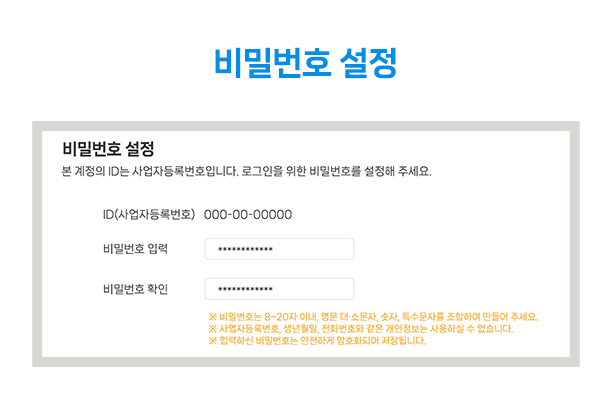 비밀번호 설정
비밀번호 설정
본 계정의 ID는 사업자등록번호입니다. 로그인을 위한 비밀번호를 설정해 주세요.
ID(사업자등록번호) 000-00-00000
비밀번호 입력 ************
비밀번호 확인 ************
※ 비밀번호는 8~20자 이내, 영문 대·소문자, 숫자, 특수문자를 조합하여 만들어 주세요.
※ 사업자등록번호, 생년월일, 전화번호와 같은 개인정보는 사용하실 수 없습니다.
※ 입력하신 비밀번호는 안전하게 암호화되어 저장됩니다.